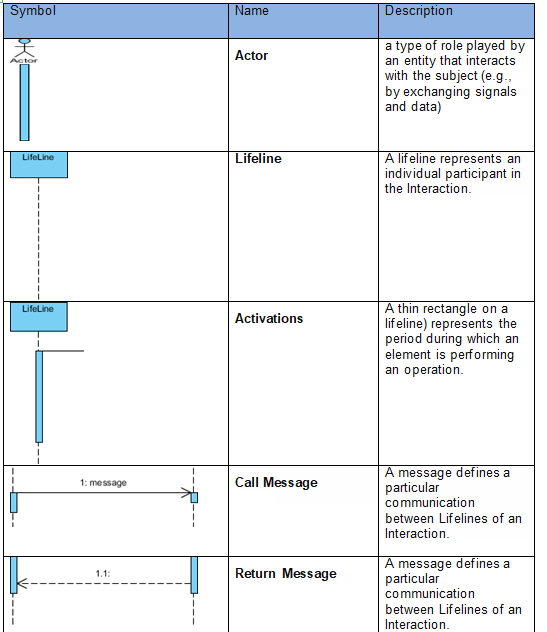 Symbol Name Description
Actor
Actor
a type of role played by
an entity that interacts
with the subject (e.g.,
by exchanging signals
and data)
LifeLine
Lifeline
A lifeline represents an
individual participant in
the Interaction.
LifeLine
Activations
A thin rectangle on a
lifeline) represents the
period during which an
element is performing
an operation.
1: message
Call Message
A message defines a
particular
communication
between Lifelines of an
Interaction.
1.1:
Return Message
A message defines a
particular
communication
between Lifelines of an
Interaction.